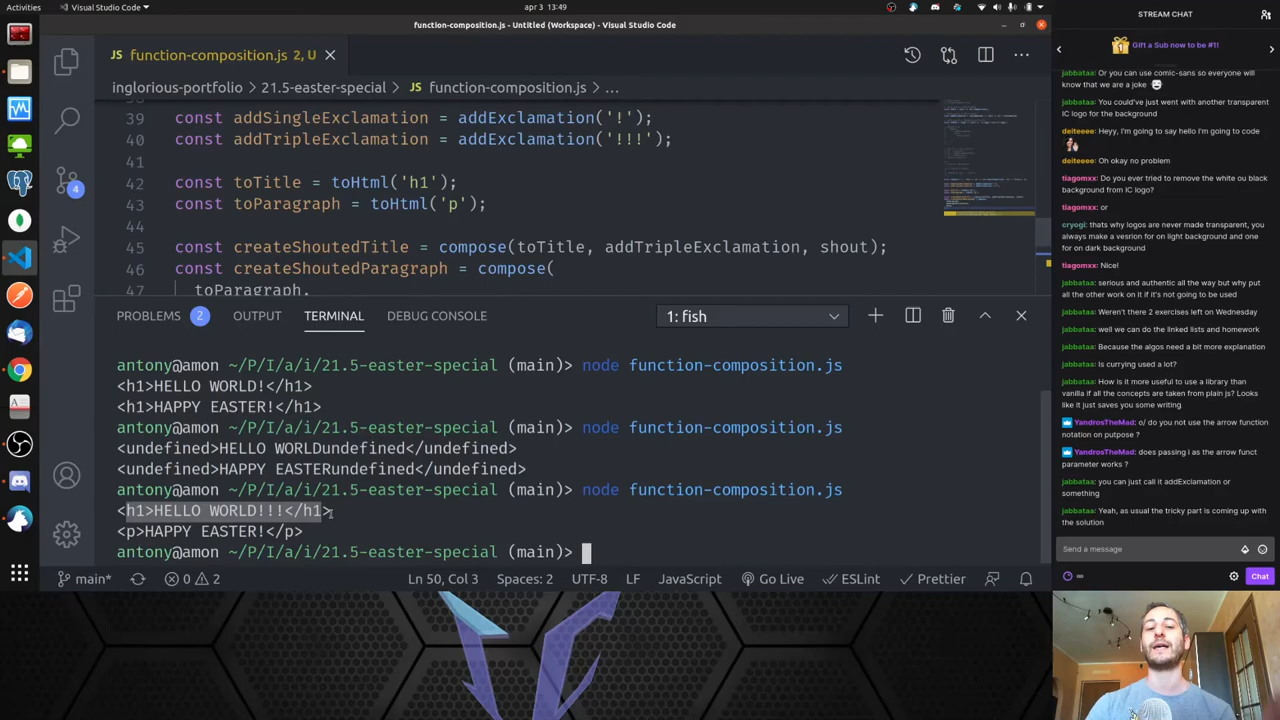 Activities
Visual Studio Code
apr 3 13:49
function-composition.js - Untitled (Workspace) - Visual Studio Code
JS function-composition.js 2, U
inglorious-portfolio > 21.5-easter-special > JS function-composition.js > ...
39 const addSingleExclamation = addExclamation('!');
40 const addTripleExclamation = addExclamation('!!!');
41
42 const toTitle = toHtml('h1');
43 const toParagraph = toHtml('p');
45 const createShoutedTitle = compose(toTitle, addTripleExclamation, shout);
46 const createShoutedParagraph = compose(
47 toParagraph,
PROBLEMS 2 OUTPUT TERMINAL DEBUG CONSOLE 1: fish
antony@amon ~/P/I/a/i/21.5-easter-special (main)> node function-composition.js
<h1>HELLO WORLD!</h1>
<h1>HAPPY EASTER!</h1>
antony@amon ~/P/I/a/i/21.5-easter-special (main)> node function-composition.js
<undefined>HELLO WORLDundefined</undefined>
<undefined>HAPPY EASTERundefined</undefined>
antony@amon ~/P/I/a/i/21.5-easter-special (main)> node function-composition.js
<h1>HELLO WORLD!!!</h1>
<p>HAPPY EASTER!</p>
antony@amon ~/P/I/a/i/21.5-easter-special (main)>
4
main* 0 2 Ln 50, Col 3 Spaces: 2 UTF-8 LF JavaScript Go Live ESLint Prettier
STREAM CHAT
Gift a Sub now to be #1!
jabbataa: Or you can use comic-sans so everyone will
know that we are a joke
jabbataa: You could've just went with another transparent
IC logo for the background
deiteeee: Heyy, I'm going to say hello I'm going to code
deiteeee: Oh okay no problem
tiagomxx: Do you ever tried to remove the white ou black
background from IC logo?
tiagomxx: or
cryogi: thats why logos are never made transparent, you
always make a vesrion for on light background and one
for on dark background
tiagomxx: Nice!
jabbataa: serious and authentic all the way but why put
all the other work on it if it's not going to be used
jabbataa: Weren't there 2 exercises left on Wednesday
jabbataa: well we can do the linked lists and homework
jabbataa: Because the algos need a bit more explanation
jabbataa: Is currying used a lot?
jabbataa: How is it more useful to use a library than
vanilla if all the concepts are taken from plain js? Looks
like it just saves you some writing
YandrosTheMad: o/ do you not use the arrow function
notation on putpose ?
YandrosTheMad: does passing l as the arrow funct
parameter works ?
jabbataa: you can just call it addExclamation or
something
jabbataa: Yeah, as usual the tricky part is coming up with
the solution
Send a message
∞
Chat